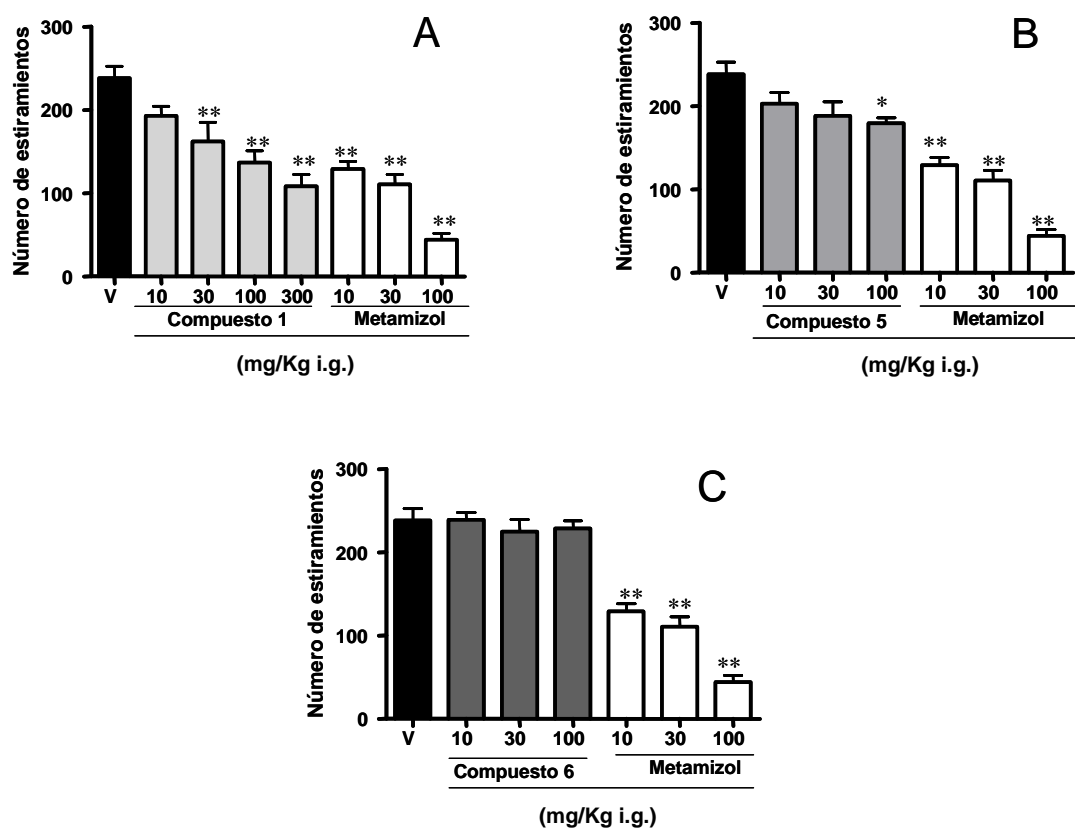 A
Número de estiramientos
300
200
100
0
** ** ** ** ** **
V 10 30 100 300 10 30 100
Compuesto 1 Metamizol
(mg/Kg i.g.)
B
Número de estiramientos
300
200
100
0
* ** ** **
V 10 30 100 10 30 100
Compuesto 5 Metamizol
(mg/Kg i.g.)
C
Número de estiramientos
300
200
100
0
** ** **
V 10 30 100 10 30 100
Compuesto 6 Metamizol
(mg/Kg i.g.)